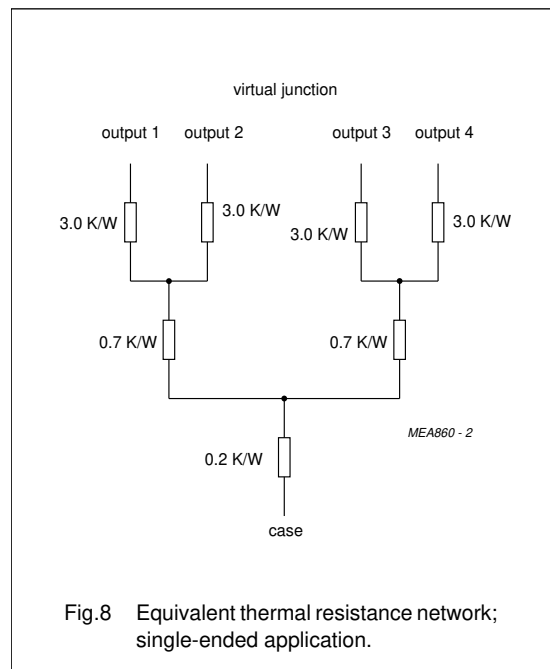 virtual junction
output 1 output 2 output 3 output 4
3.0 K/W 3.0 K/W 3.0 K/W 3.0 K/W
0.7 K/W 0.7 K/W
MEA860 - 2
0.2 K/W
case
Fig.8 Equivalent thermal resistance network;
single-ended application.